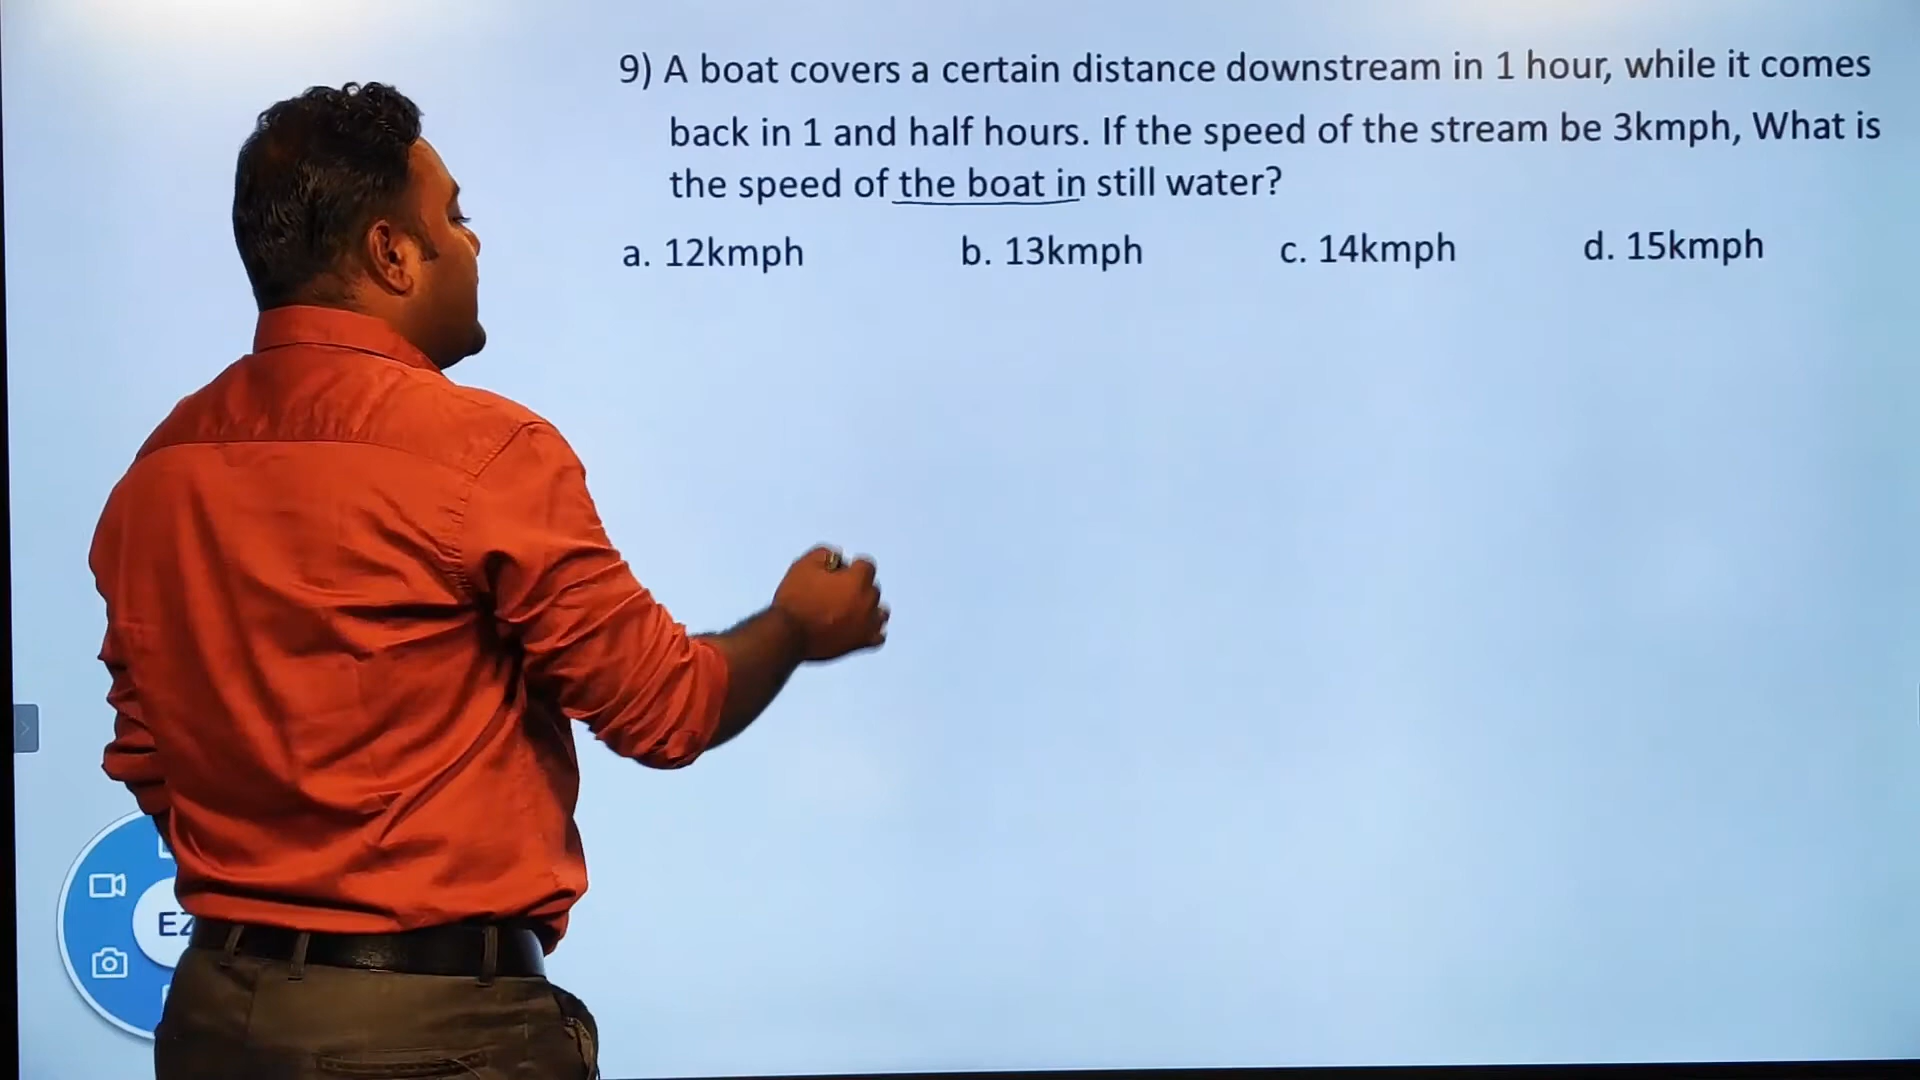 9) A boat covers a certain distance downstream in 1 hour, while it comes
back in 1 and half hours. If the speed of the stream be 3kmph, What is
the speed of the boat in still water?
a. 12kmph b. 13kmph c. 14kmph d. 15kmph